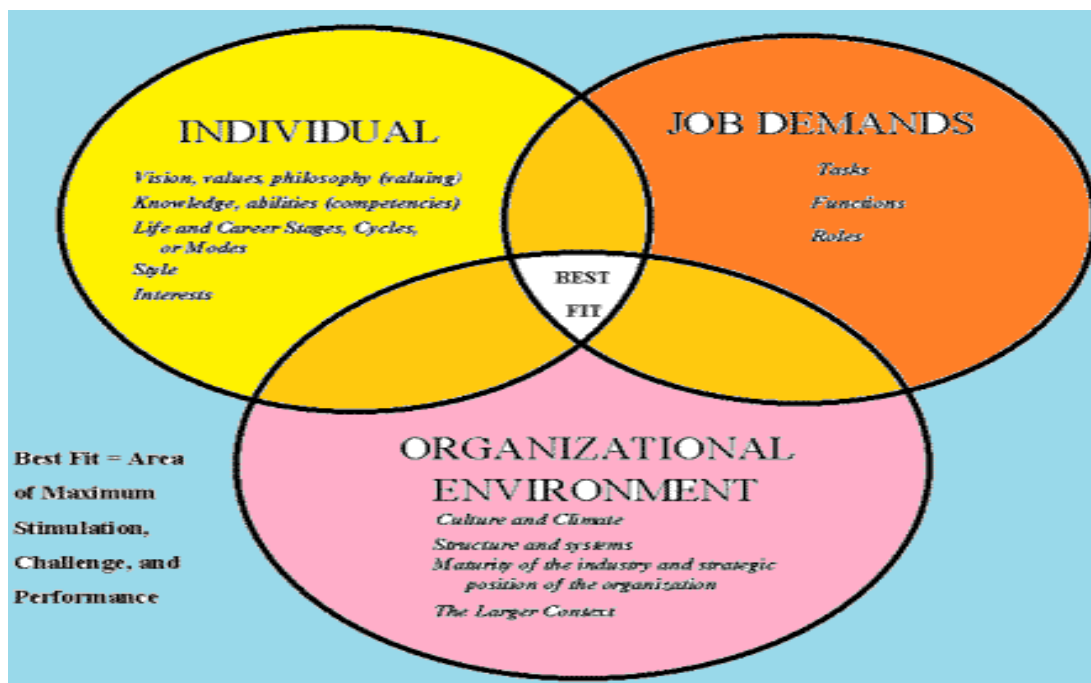 INDIVIDUAL
Vision, values, philosophy (valuing)
Knowledge, abilities (competencies)
Life and Career Stages, Cycles,
or Modes
Style
Interests
JOB DEMANDS
Tasks
Functions
Roles
BEST
FIT
ORGANIZATIONAL
ENVIRONMENT
Culture and Climate
Structure and systems
Maturity of the industry and strategic
position of the organization
The Larger Context
Best Fit = Area
of Maximum
Stimulation,
Challenge, and
Performance